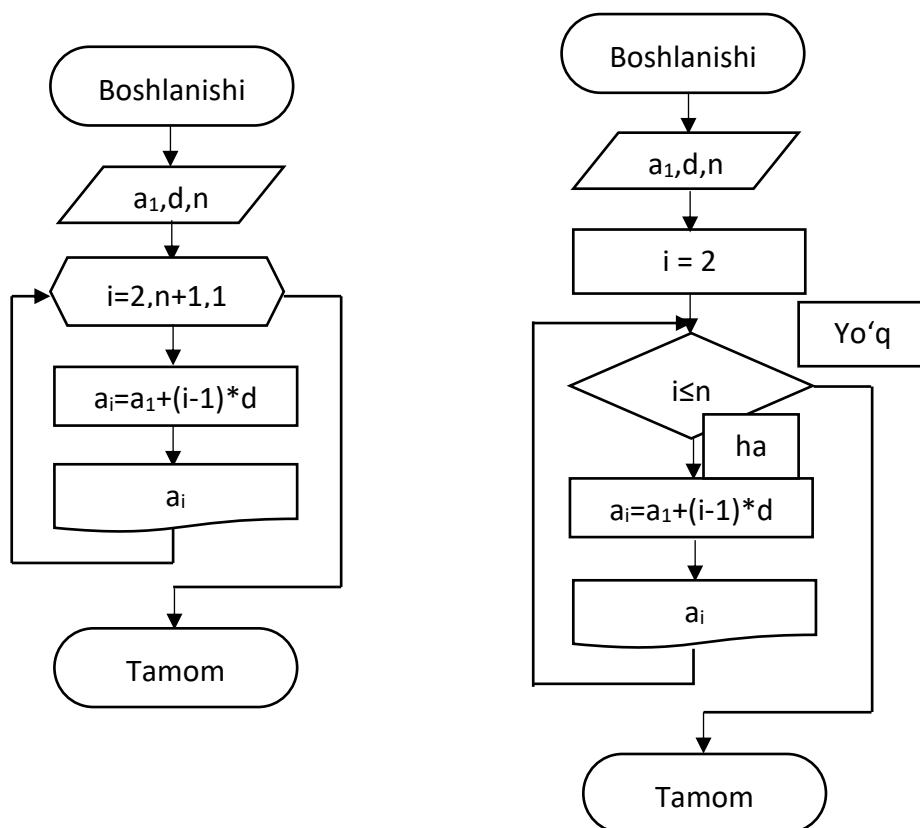 Boshlanishi
a₁,d,n
i=2,n+1,1
aᵢ=a₁+(i-1)*d
aᵢ
Tamom
Boshlanishi
a₁,d,n
i = 2
Yo‘q
i≤n
ha
aᵢ=a₁+(i-1)*d
aᵢ
Tamom